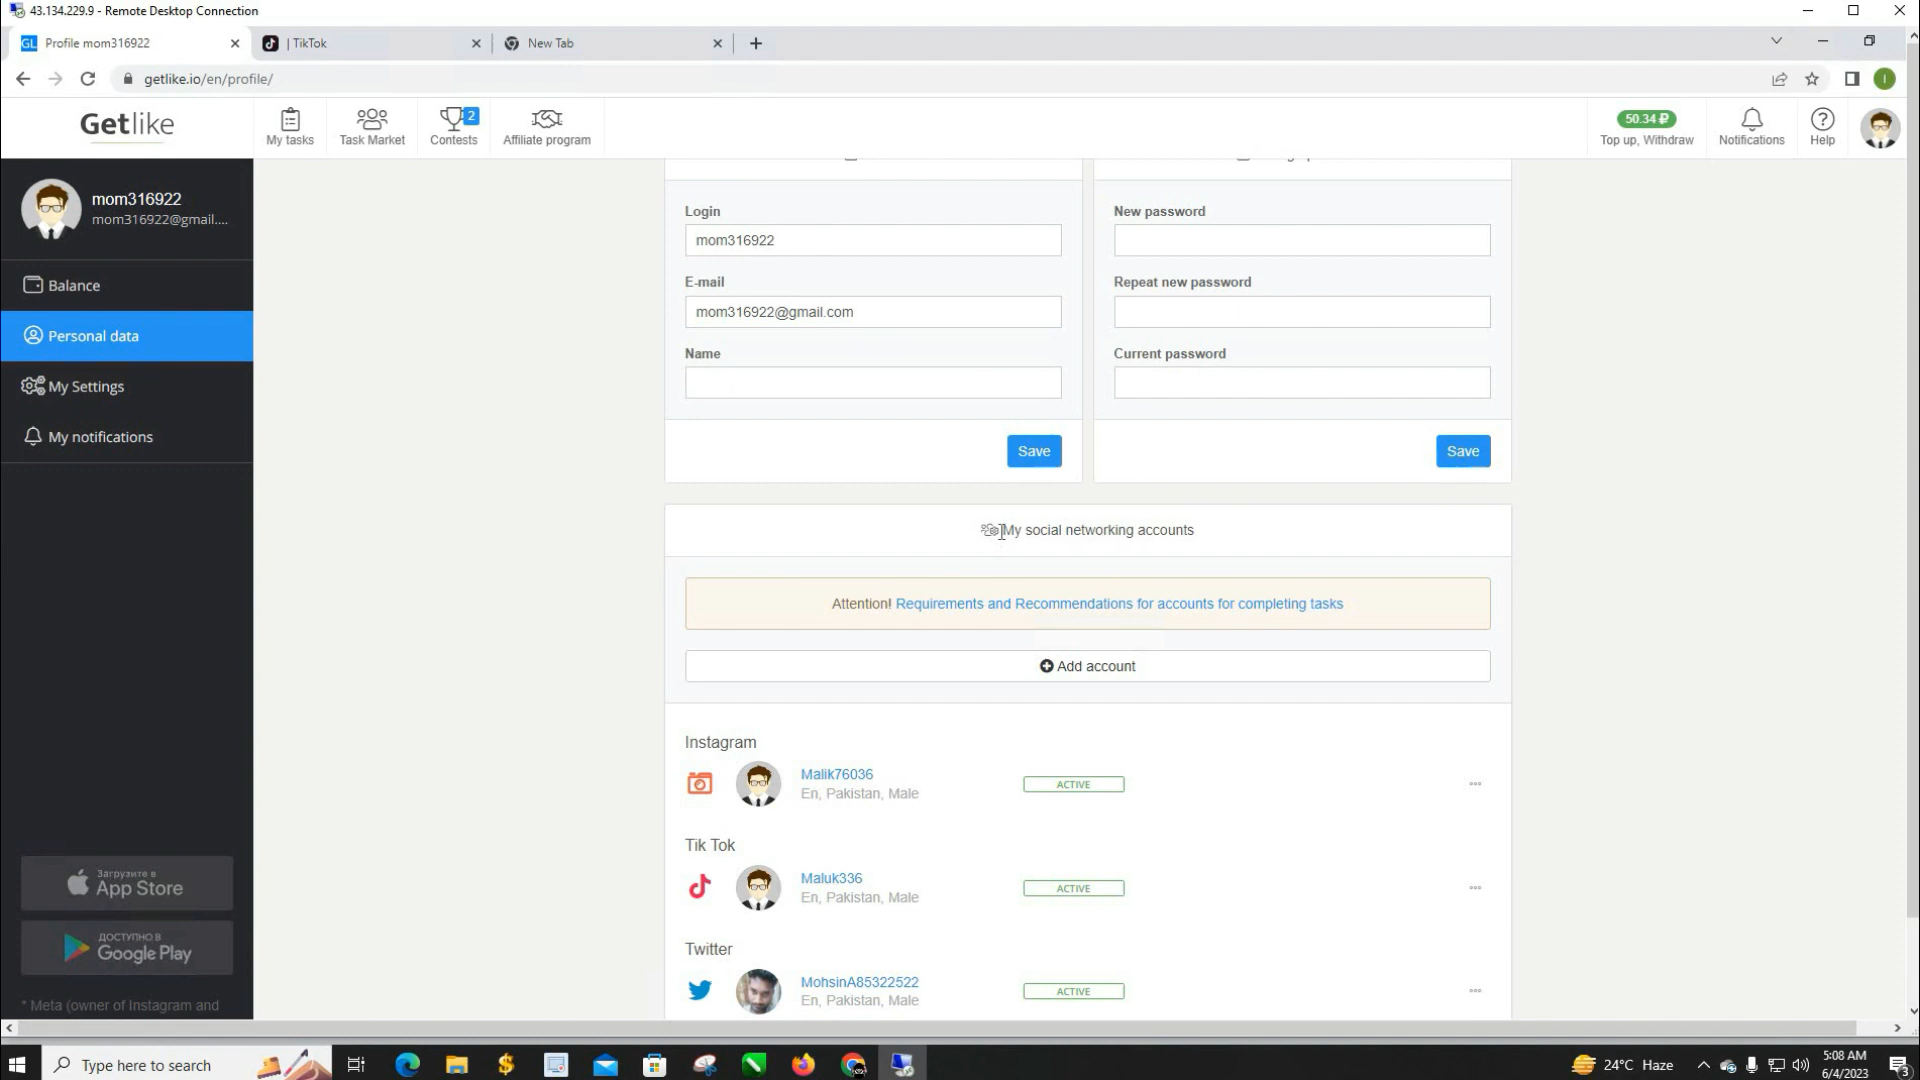 43.134.229.9 - Remote Desktop Connection
GL Profile mom316922
| TikTok
New Tab
getlike.io/en/profile/
I
Getlike
My tasks
Task Market
2
Contests
Affiliate program
50.34 ₽
Top up, Withdraw
Notifications
Help
mom316922
mom316922@gmail....
Balance
Personal data
My Settings
My notifications
Login
mom316922
E-mail
mom316922@gmail.com
Name
Save
New password
Repeat new password
Current password
Save
My social networking accounts
Attention! Requirements and Recommendations for accounts for completing tasks
Add account
Instagram
Malik76036
En, Pakistan, Male
ACTIVE
Tik Tok
Maluk336
En, Pakistan, Male
ACTIVE
Twitter
MohsinA85322522
En, Pakistan, Male
ACTIVE
Загрузите в
App Store
ДОСТУПНО В
Google Play
* Meta (owner of Instagram and
Type here to search
24°C Haze
5:08 AM
6/4/2023
3